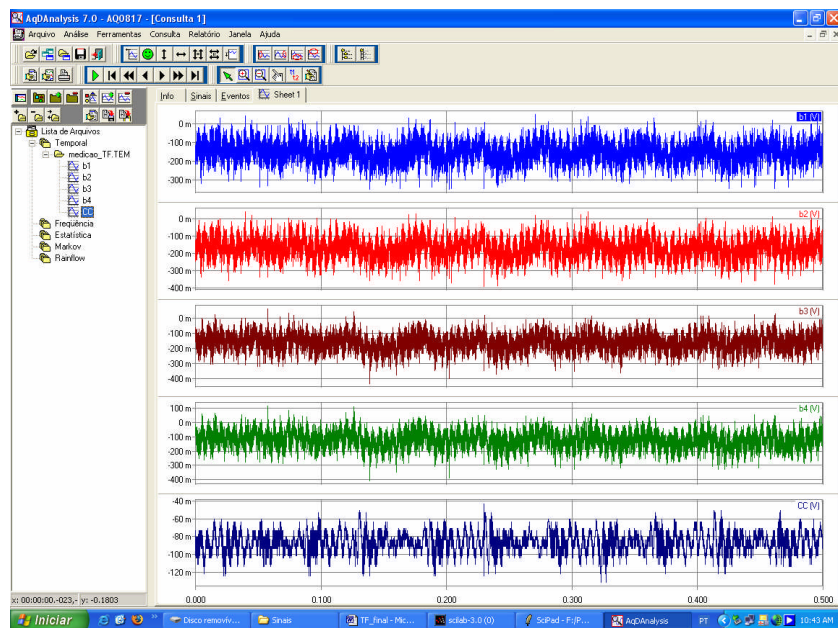 AqDAnalysis 7.0 - AQ0817 - [Consulta 1]
Arquivo Análise Ferramentas Consulta Relatório Janela Ajuda
Info Sinais Eventos Sheet 1
Lista de Arquivos
Temporal
medicao_TF.TEM
b1
b2
b3
b4
CC
Freqüência
Estatística
Markov
Rainflow
b1 (V)
0 m
-100 m
-200 m
-300 m
b2 (V)
0 m
-100 m
-200 m
-300 m
-400 m
b3 (V)
0 m
-100 m
-200 m
-300 m
-400 m
b4 (V)
100 m
0 m
-100 m
-200 m
-300 m
-400 m
CC (V)
-40 m
-60 m
-80 m
-100 m
-120 m
0.000 0.100 0.200 0.300 0.400 0.500
x: 00:00:00.-023,- y: -0.1803
Iniciar Disco removív... Sinais TF_final - Mic... scilab-3.0 (0) SciPad - F:/P... AqDAnalysis PT 10:43 AM